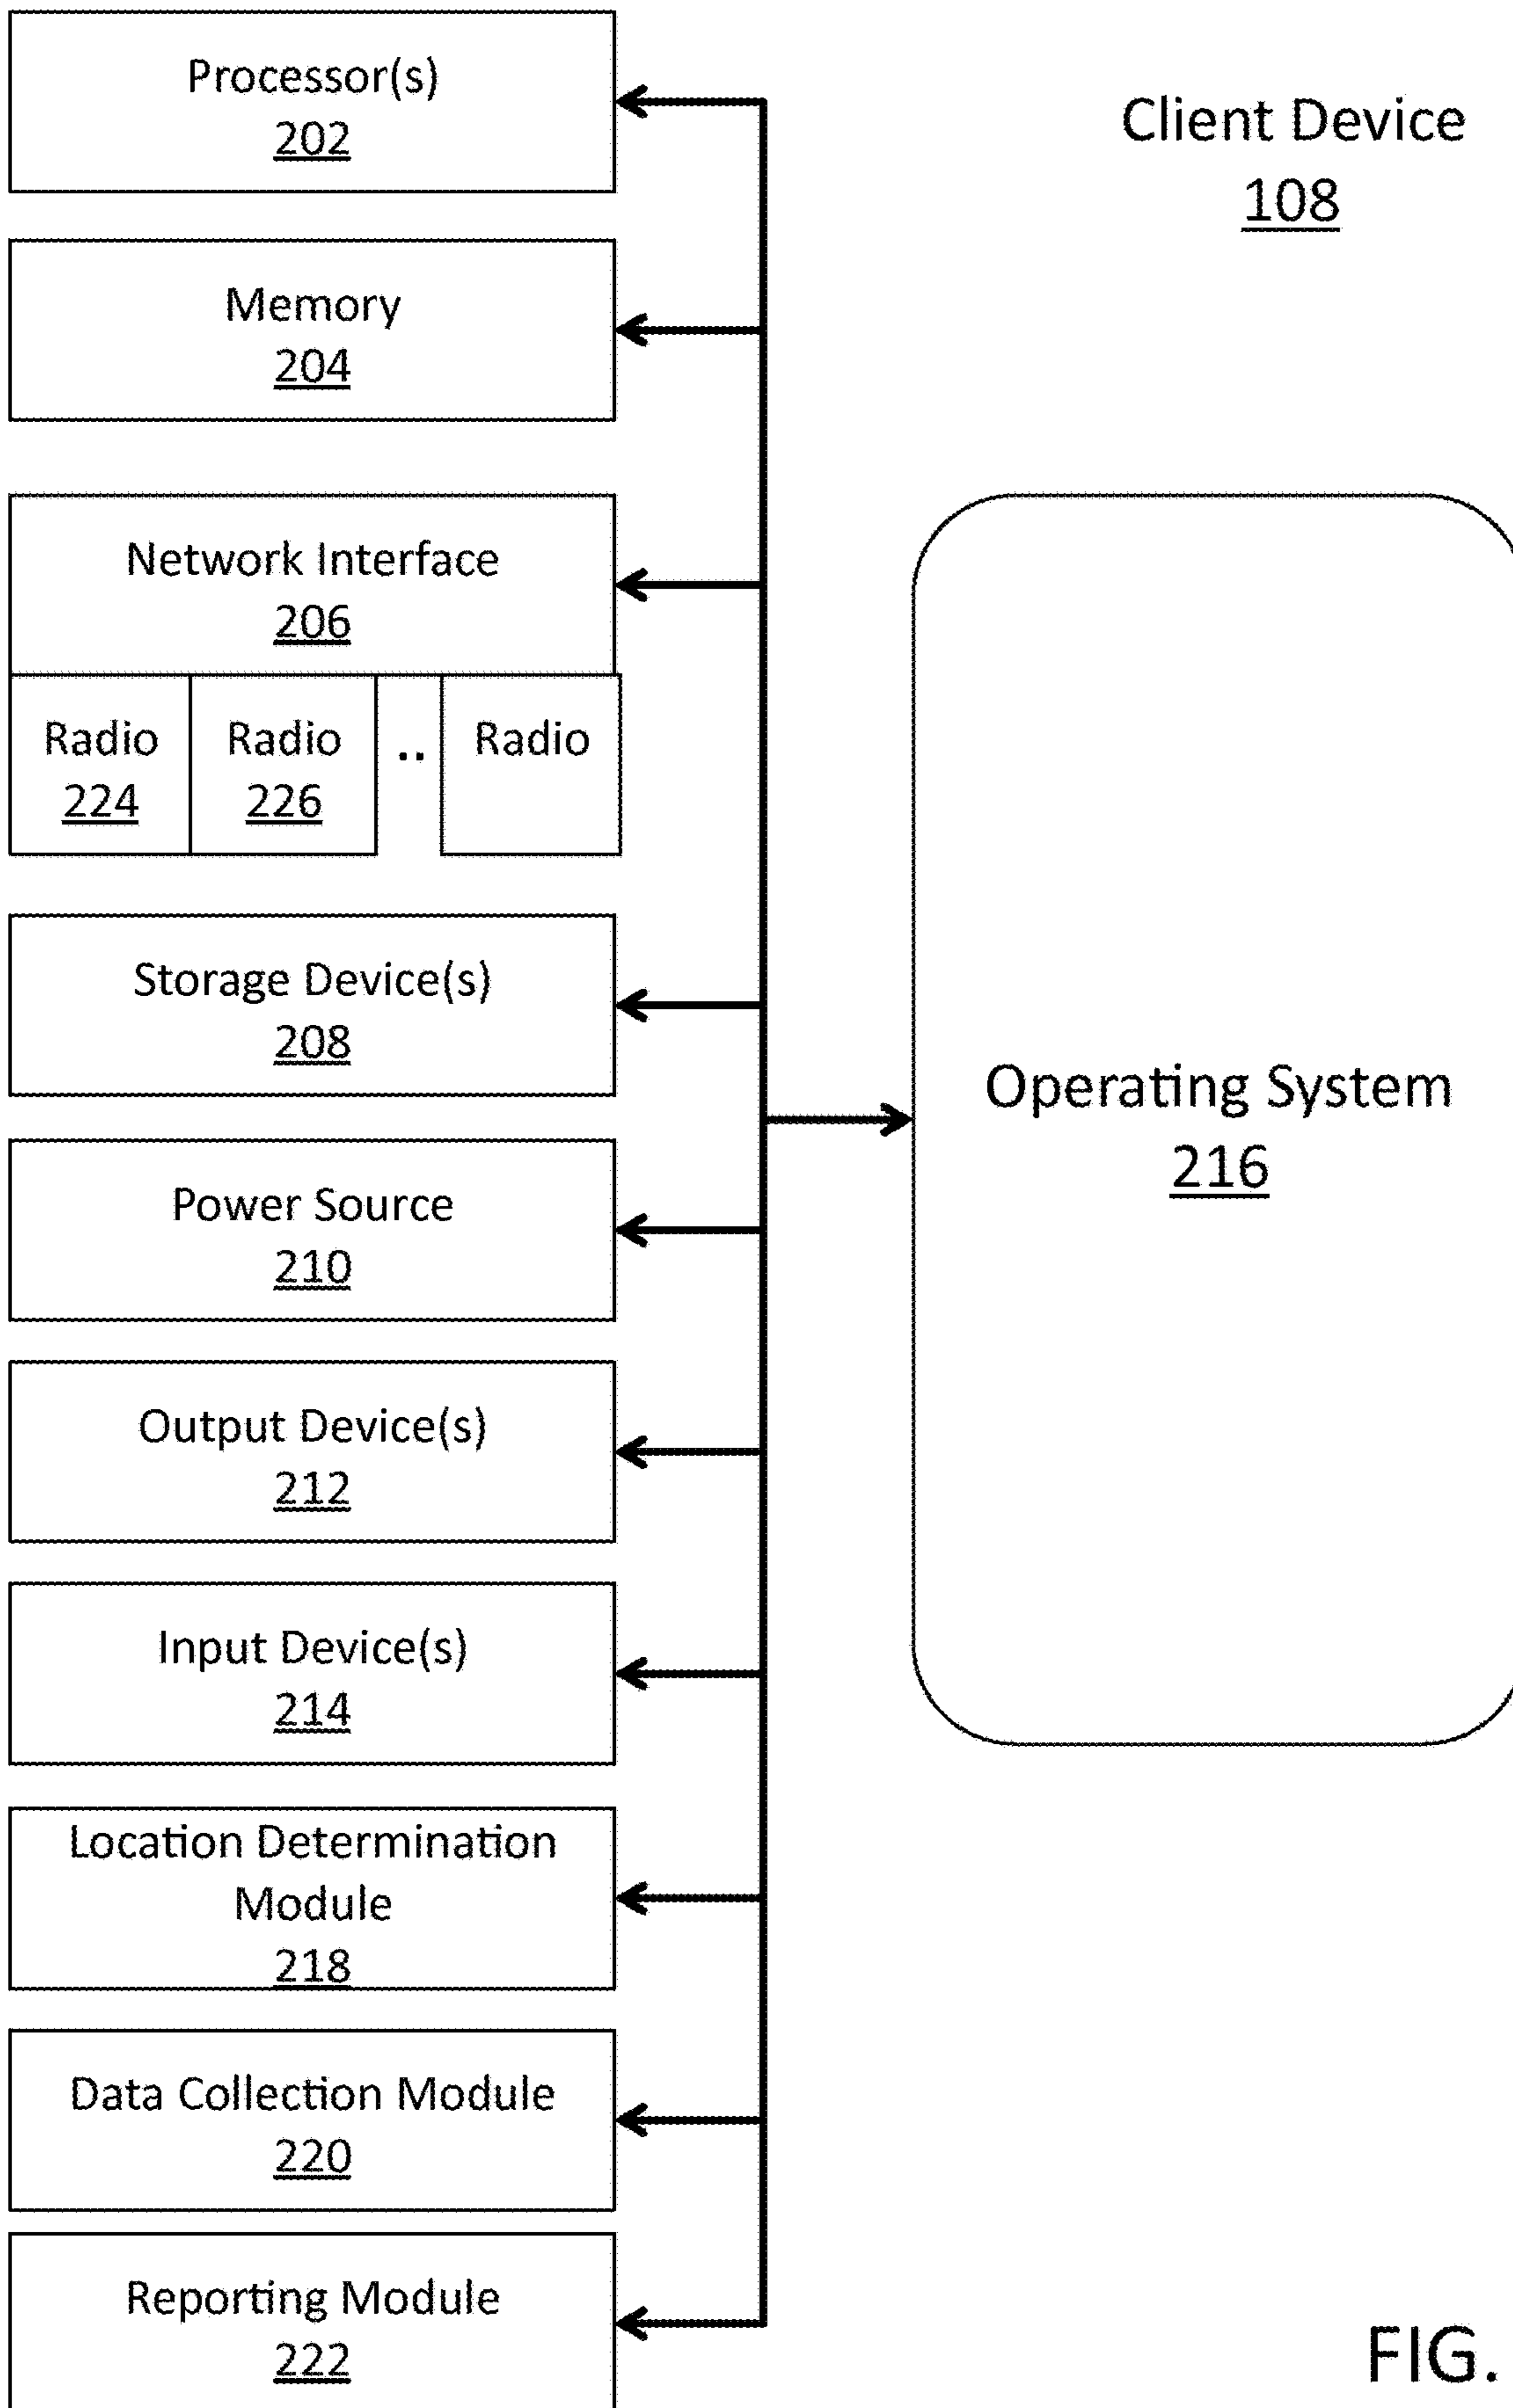 Processor(s)
202
Client Device
108
Memory
204
Network Interface
206
Radio
224
Radio
226
..
Radio
Storage Device(s)
208
Operating System
216
Power Source
210
Output Device(s)
212
Input Device(s)
214
Location Determination
Module
218
Data Collection Module
220
Reporting Module
222
FIG.